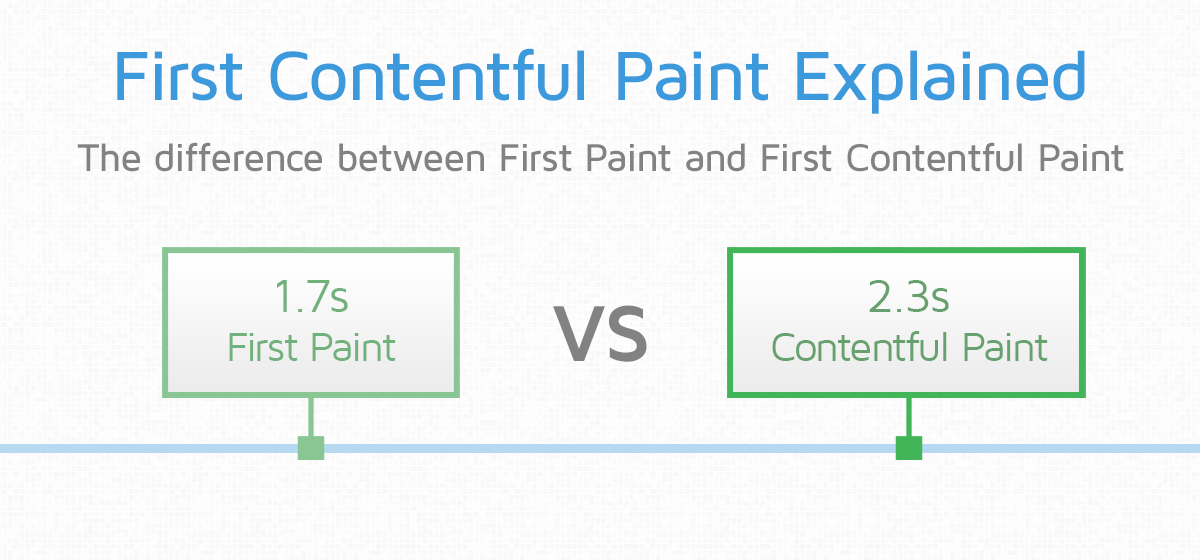 First Contentful Paint Explained
The difference between First Paint and First Contentful Paint
1.7s
First Paint
VS
2.3s
Contentful Paint